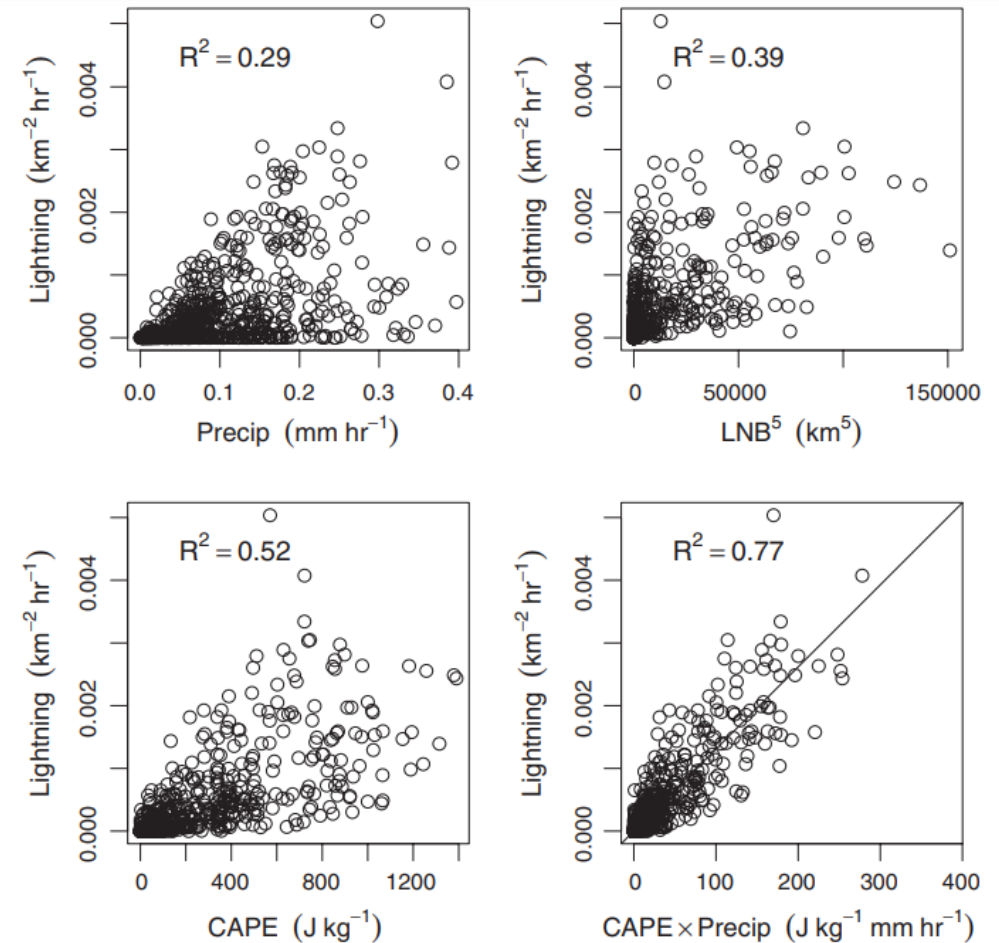 R² = 0.29
Lightning (km⁻² hr⁻¹)
0.000
0.002
0.004
0.0 0.1 0.2 0.3 0.4
Precip (mm hr⁻¹)
R² = 0.39
Lightning (km⁻² hr⁻¹)
0.000
0.002
0.004
0 50000 150000
LNB⁵ (km⁵)
R² = 0.52
Lightning (km⁻² hr⁻¹)
0.000
0.002
0.004
0 400 800 1200
CAPE (J kg⁻¹)
R² = 0.77
Lightning (km⁻² hr⁻¹)
0.000
0.002
0.004
0 100 200 300 400
CAPE × Precip (J kg⁻¹ mm hr⁻¹)